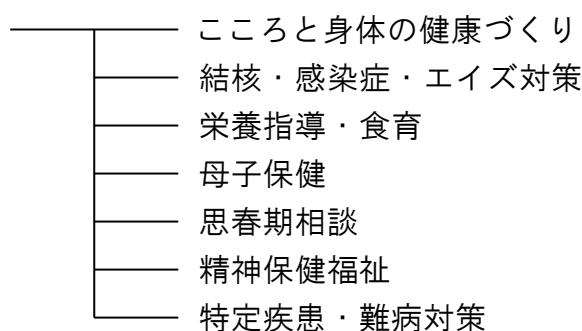 こころと身体の健康づくり
結核・感染症・エイズ対策
栄養指導・食育
母子保健
思春期相談
精神保健福祉
特定疾患・難病対策